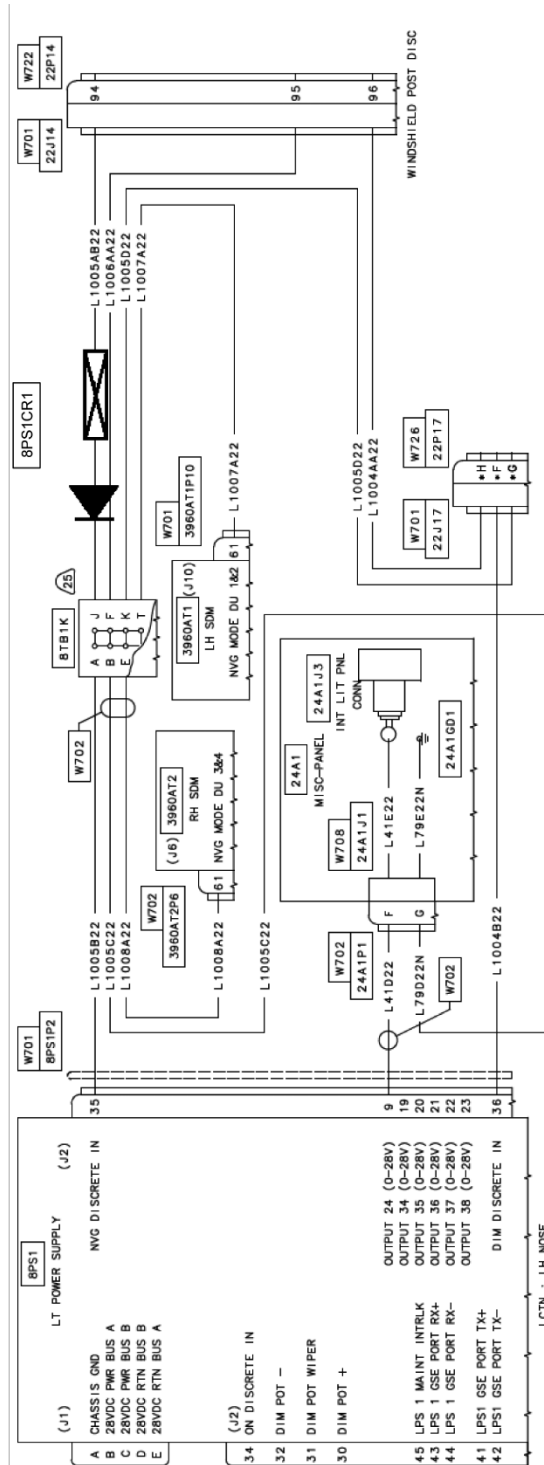 8PS1
LT POWER SUPPLY
(J1)
(J2)
A CHASSIS GND
B 28VDC PWR BUS A
C 28VDC PWR BUS B
D 28VDC RTN BUS B
E 28VDC RTN BUS A
(J2)
34 ON DISCRETE IN
32 DIM POT -
31 DIM POT WIPER
30 DIM POT +
45 LPS 1 MAINT INTRLK
43 LPS 1 GSE PORT RX+
44 LPS 1 GSE PORT RX-
41 LPS1 GSE PORT TX+
42 LPS1 GSE PORT TX-
NVG DISCRETE IN 35
OUTPUT 24 (0-28V) 9
OUTPUT 34 (0-28V) 19
OUTPUT 35 (0-28V) 20
OUTPUT 36 (0-28V) 21
OUTPUT 37 (0-28V) 22
OUTPUT 38 (0-28V) 23
DIM DISCRETE IN 36
LCTN : LH NOSE
W701
8PS1P2
L1005B22
L1005C22
L1008A22
W702
3960AT2P6
L1008A22
L1005C22
61
(J6)
3960AT2
RH SDM
NVG MODE DU 3&4
W702
8TB1K
25
A J
B F
E K
T
8PS1CR1
3960AT1
(J10)
LH SDM
NVG MODE DU 1&2
61
W701
3960AT1P10
L1007A22
L1005AB22
L1006AA22
L1005D22
L1007A22
W701
22J14
W722
22P14
94
95
96
WINDSHIELD POST DISC
W702
24A1P1
L41D22
L79D22N
W702
F
G
W708
24A1J1
L41E22
L79E22N
24A1
MISC-PANEL
24A1J3
INT LIT PNL
CONN
24A1GD1
L1004B22
L1005D22
L1004AA22
W701
22J17
W726
22P17
*H
*F
*G